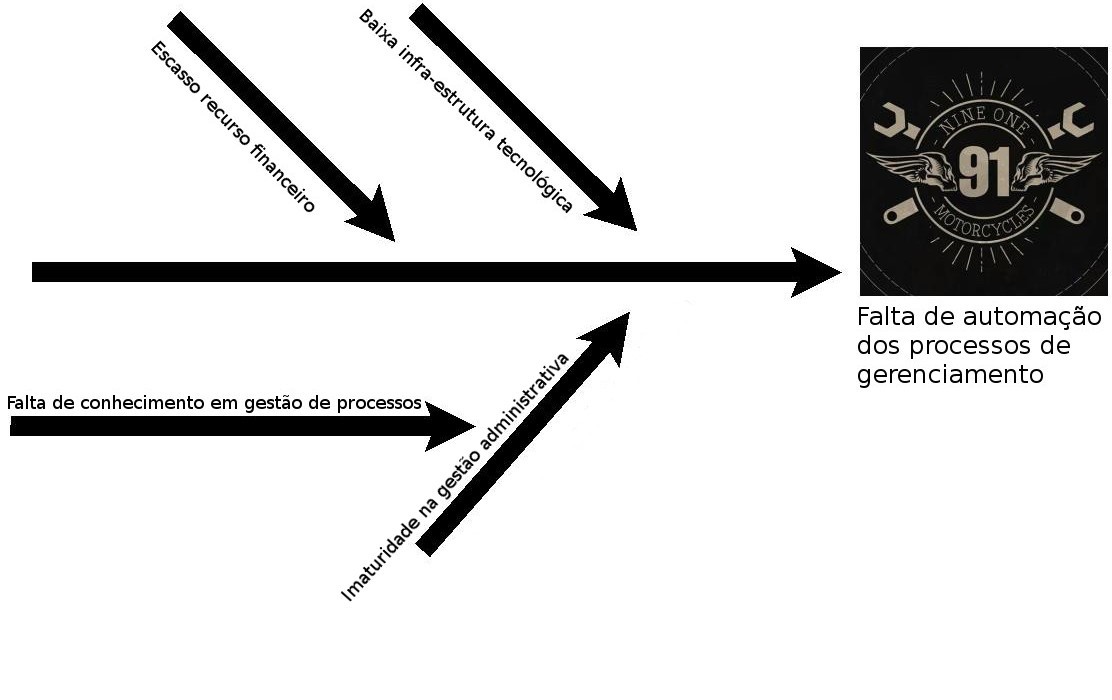 Escasso recurso financeiro
Baixa infra-estrutura tecnológica
NINE ONE
91
MOTORCYCLES
Falta de automação
dos processos de
gerenciamento
Falta de conhecimento em gestão de processos
Imaturidade na gestão administrativa